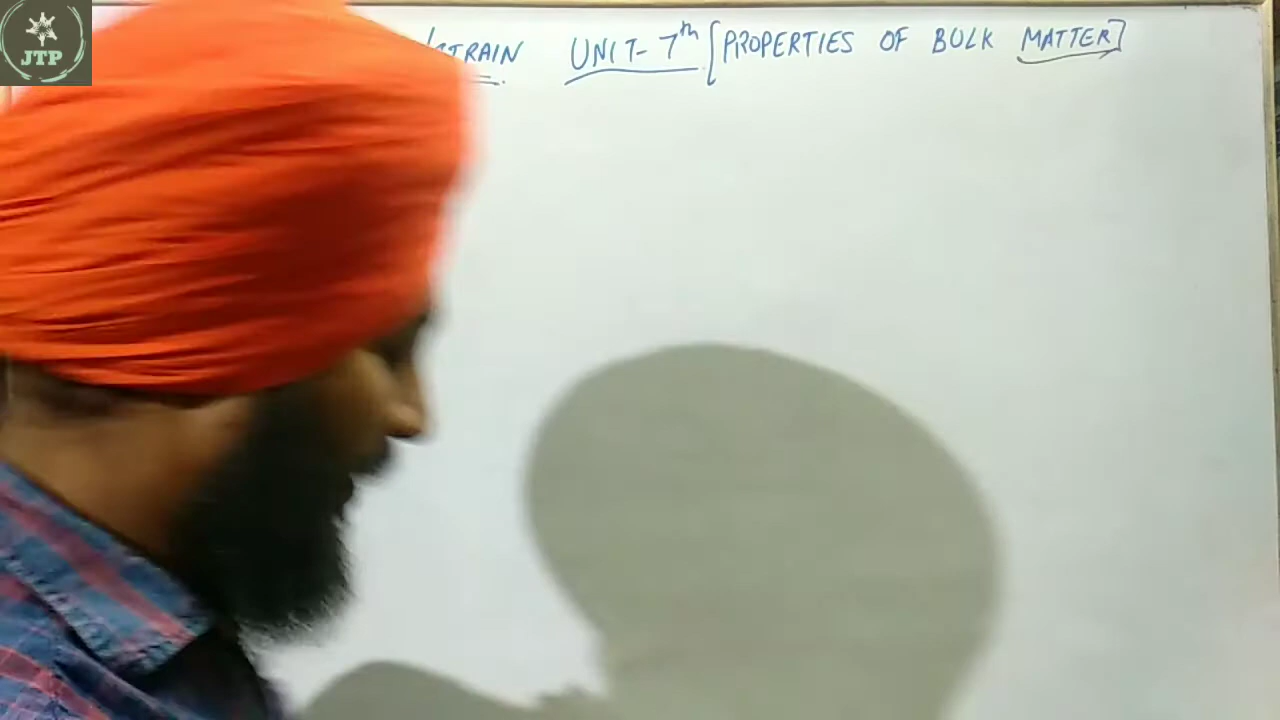 JTP
STRAIN UNIT- 7th [PROPERTIES OF BULK MATTER]